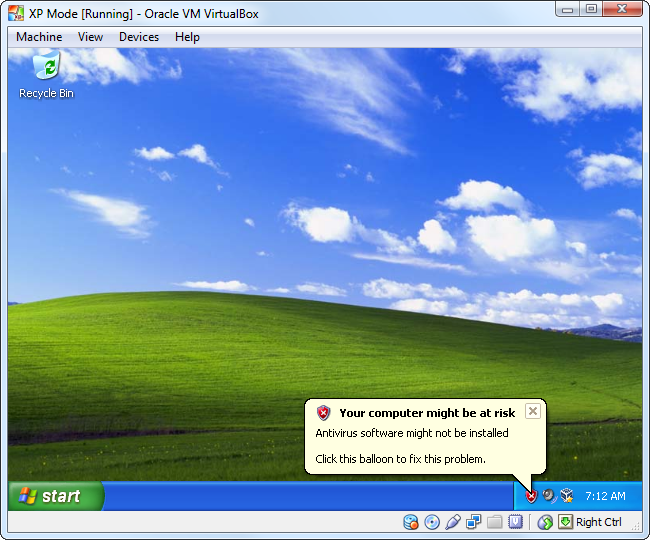 XP Mode [Running] - Oracle VM VirtualBox
Machine View Devices Help
Recycle Bin
Your computer might be at risk
Antivirus software might not be installed
Click this balloon to fix this problem.
start
7:12 AM
Right Ctrl